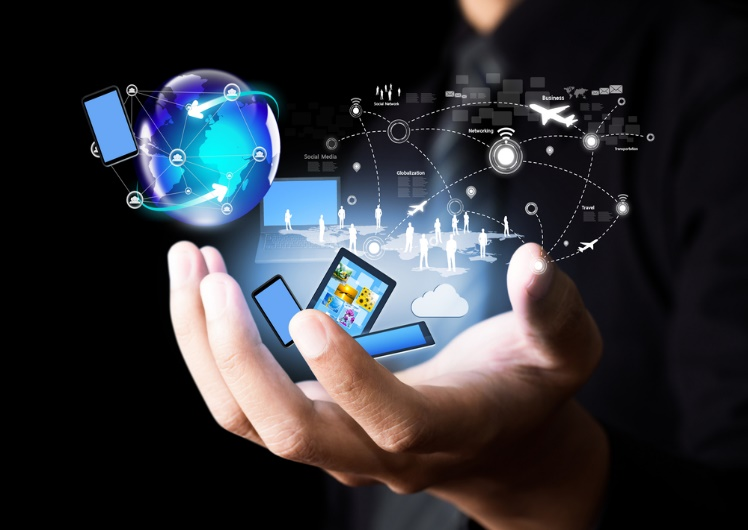 Social Network
Business
Networking
Transportation
Social Media
Globalization
Travel